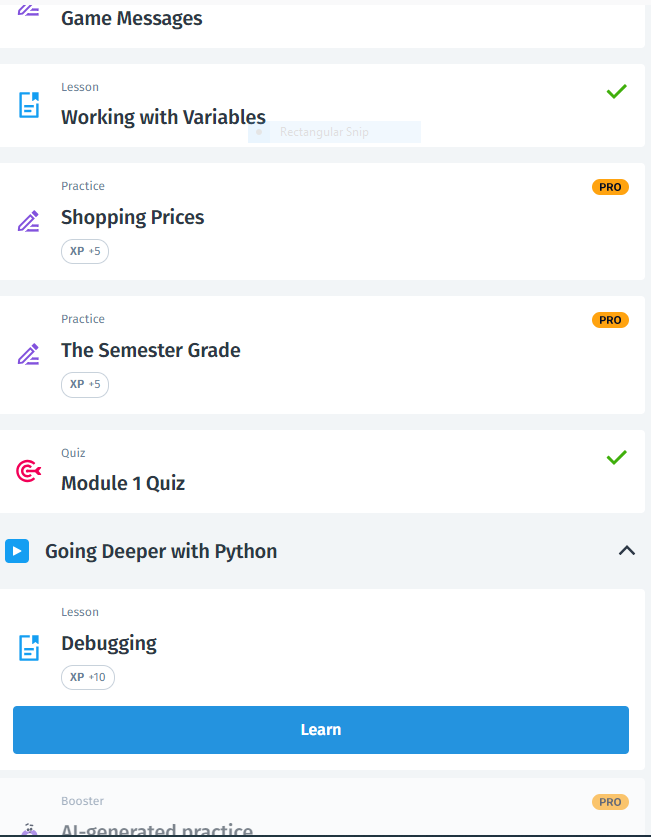 Game Messages
Lesson
Working with Variables
Rectangular Snip
Practice
PRO
Shopping Prices
XP +5
Practice
PRO
The Semester Grade
XP +5
Quiz
Module 1 Quiz
Going Deeper with Python
Lesson
Debugging
XP +10
Learn
Booster
PRO
AI-generated practice